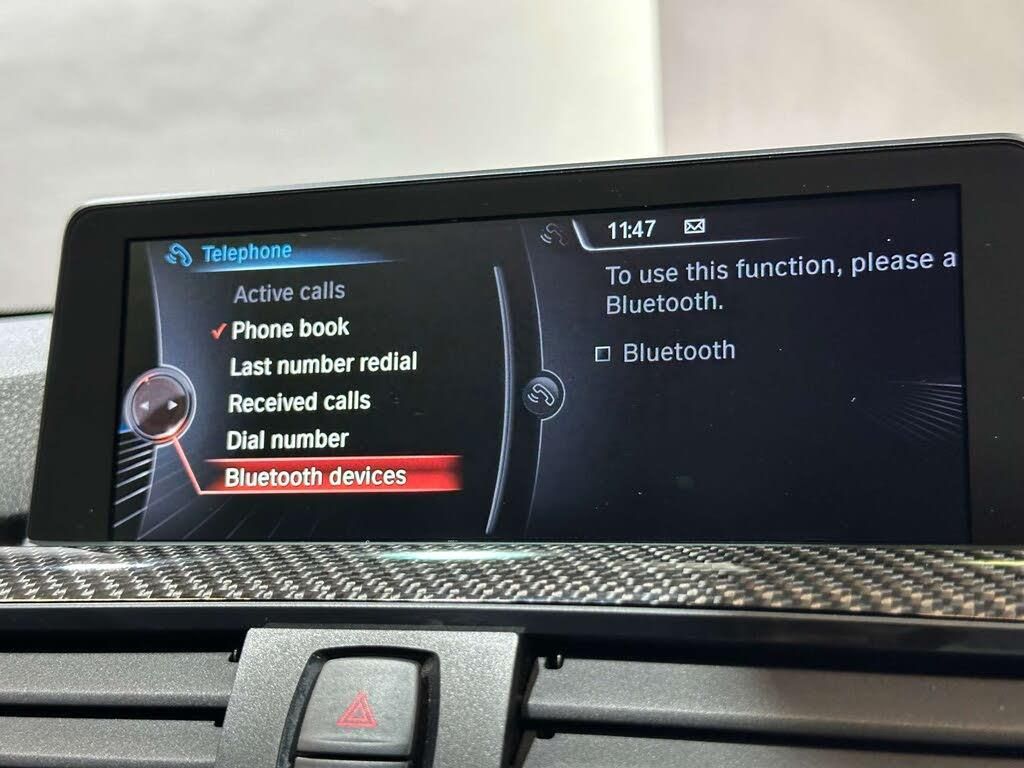 Telephone
Active calls
Phone book
Last number redial
Received calls
Dial number
Bluetooth devices
11:47
To use this function, please a
Bluetooth.
Bluetooth